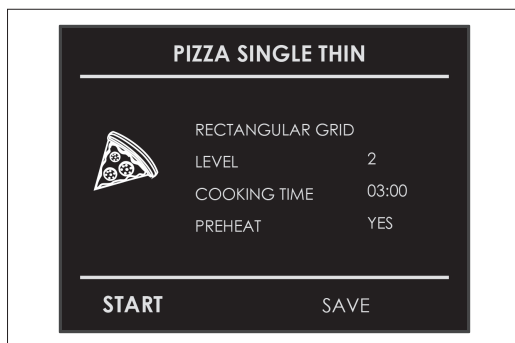 PIZZA SINGLE THIN
RECTANGULAR GRID
LEVEL 2
COOKING TIME 03:00
PREHEAT YES
START SAVE